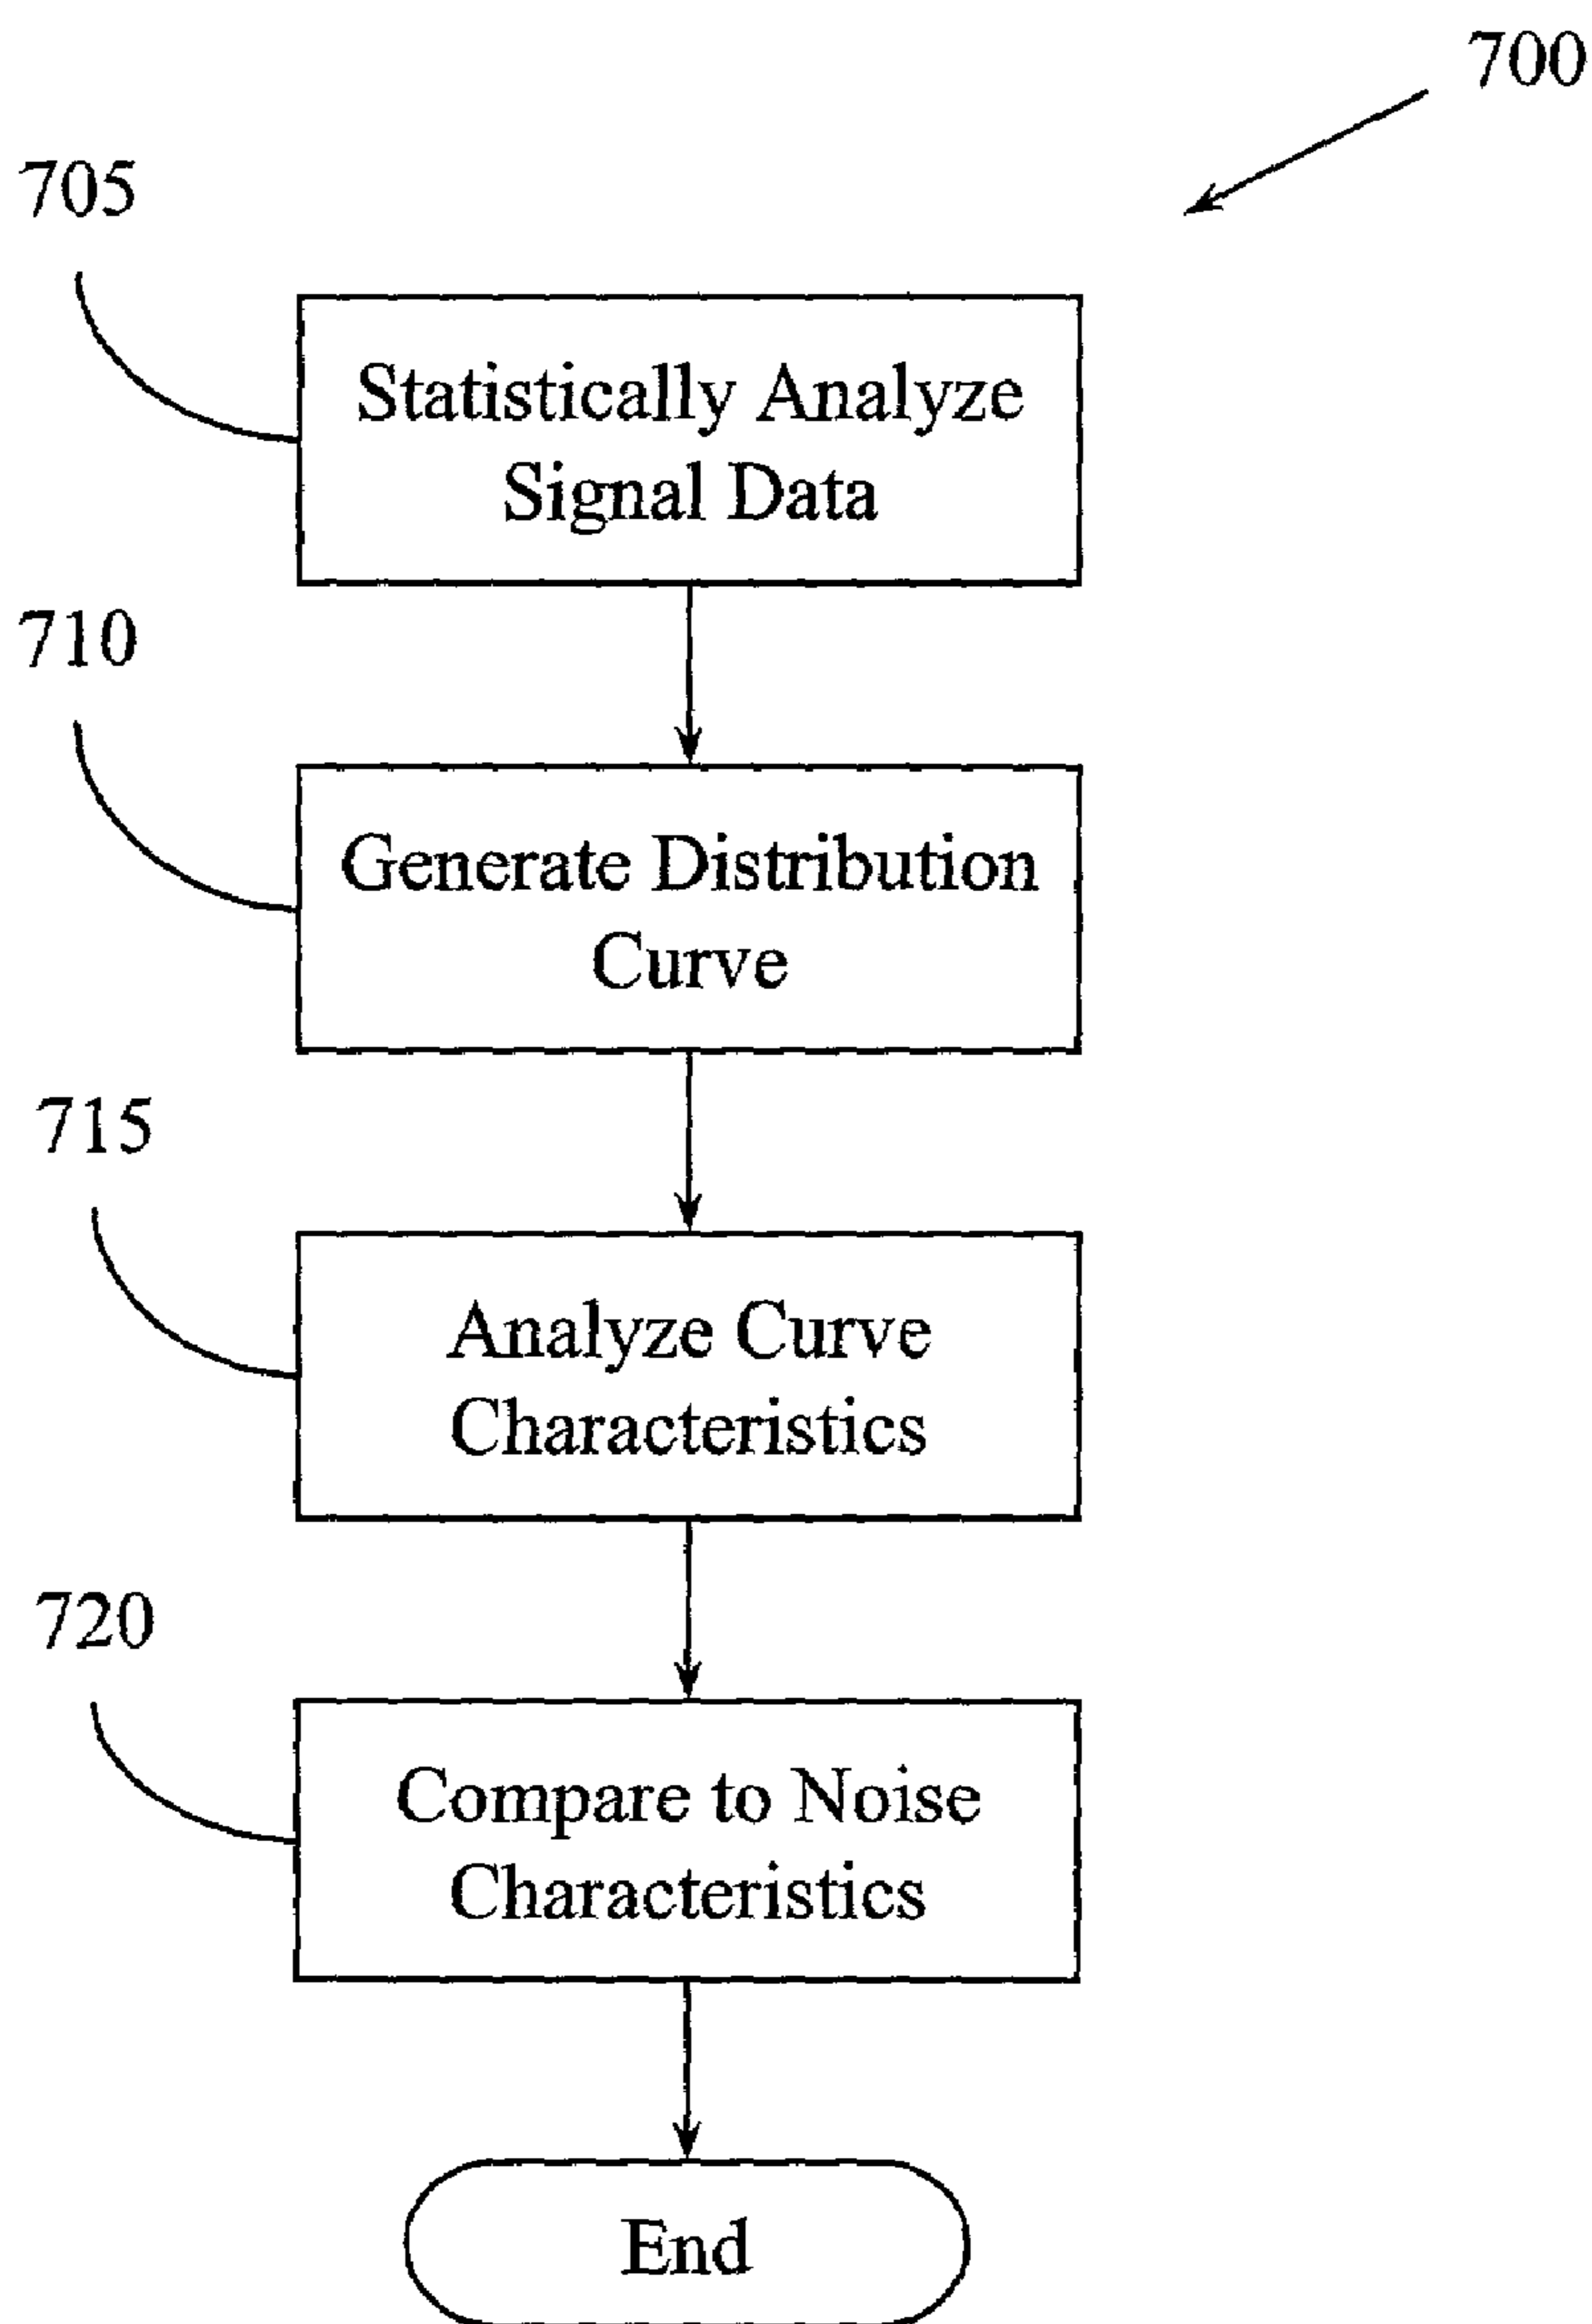 700
705
Statistically Analyze
Signal Data
710
Generate Distribution
Curve
715
Analyze Curve
Characteristics
720
Compare to Noise
Characteristics
End